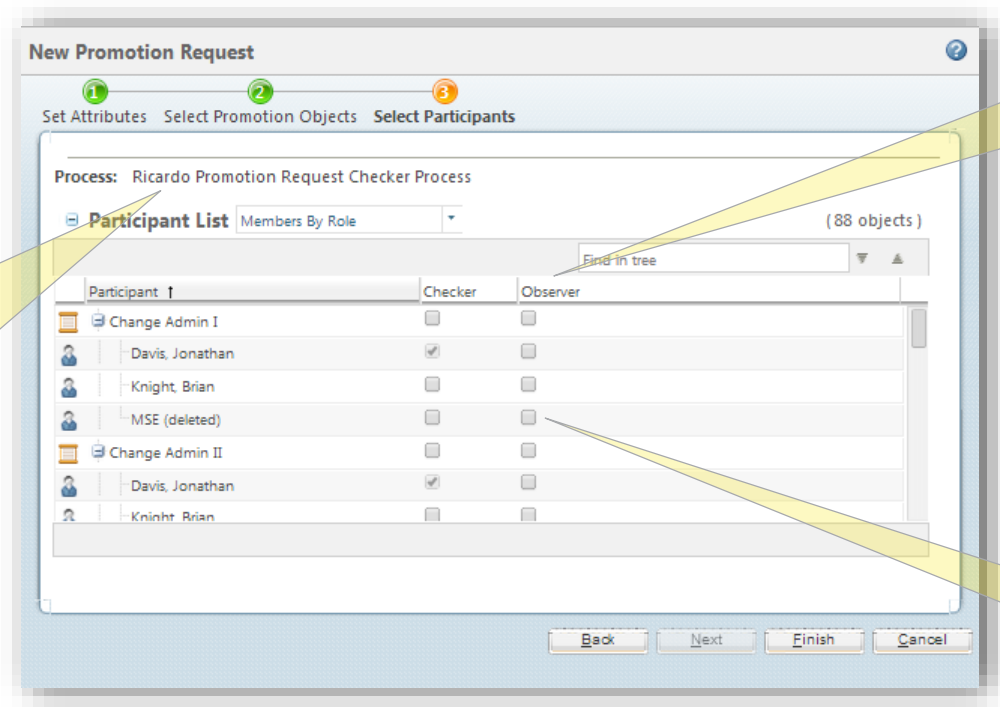 New Promotion Request
?
1 2 3
Set Attributes Select Promotion Objects Select Participants
Process: Ricardo Promotion Request Checker Process
Participant List Members By Role (88 objects)
Find in tree
Participant ↑ Checker Observer
Change Admin I
Davis, Jonathan
Knight, Brian
MSE (deleted)
Change Admin II
Davis, Jonathan
Knight, Brian
Back Next Finish Cancel